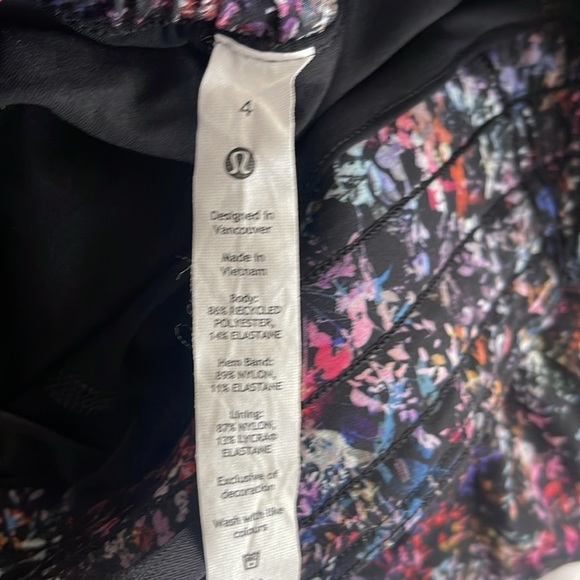 4
Designed in
Vancouver
Made in
Vietnam
Body:
86% RECYCLED
POLYESTER,
14% ELASTANE
Hem Band:
89% NYLON,
11% ELASTANE
Lining:
87% NYLON,
13% LYCRA®
ELASTANE
Exclusive of
decoration
Wash with like
colours